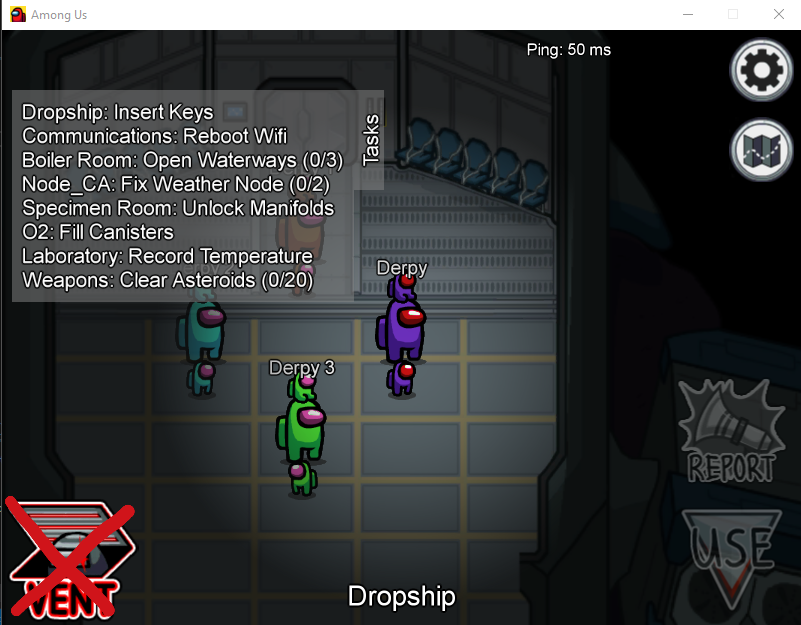 Among Us
Ping: 50 ms
Dropship: Insert Keys
Communications: Reboot Wifi
Boiler Room: Open Waterways (0/3)
Node_CA: Fix Weather Node (0/2)
Specimen Room: Unlock Manifolds
O2: Fill Canisters
Laboratory: Record Temperature
Weapons: Clear Asteroids (0/20)
Tasks
Derpy
Derpy 3
REPORT
USE
VENT
Dropship